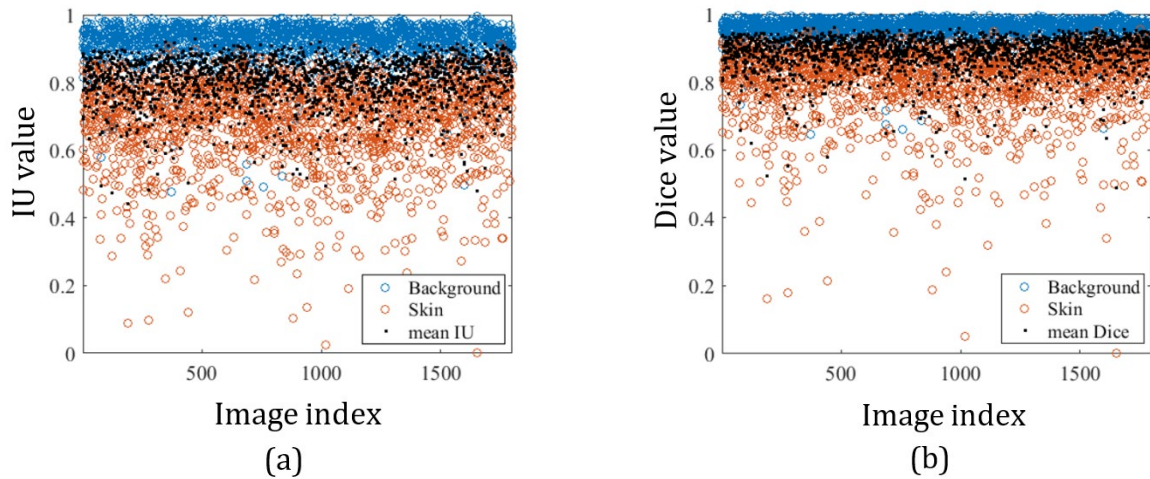 1
0.8
0.6
0.4
0.2
0
IU value
500
1000
1500
Image index
Background
Skin
mean IU
(a)
1
0.8
0.6
0.4
0.2
0
Dice value
500
1000
1500
Image index
Background
Skin
mean Dice
(b)